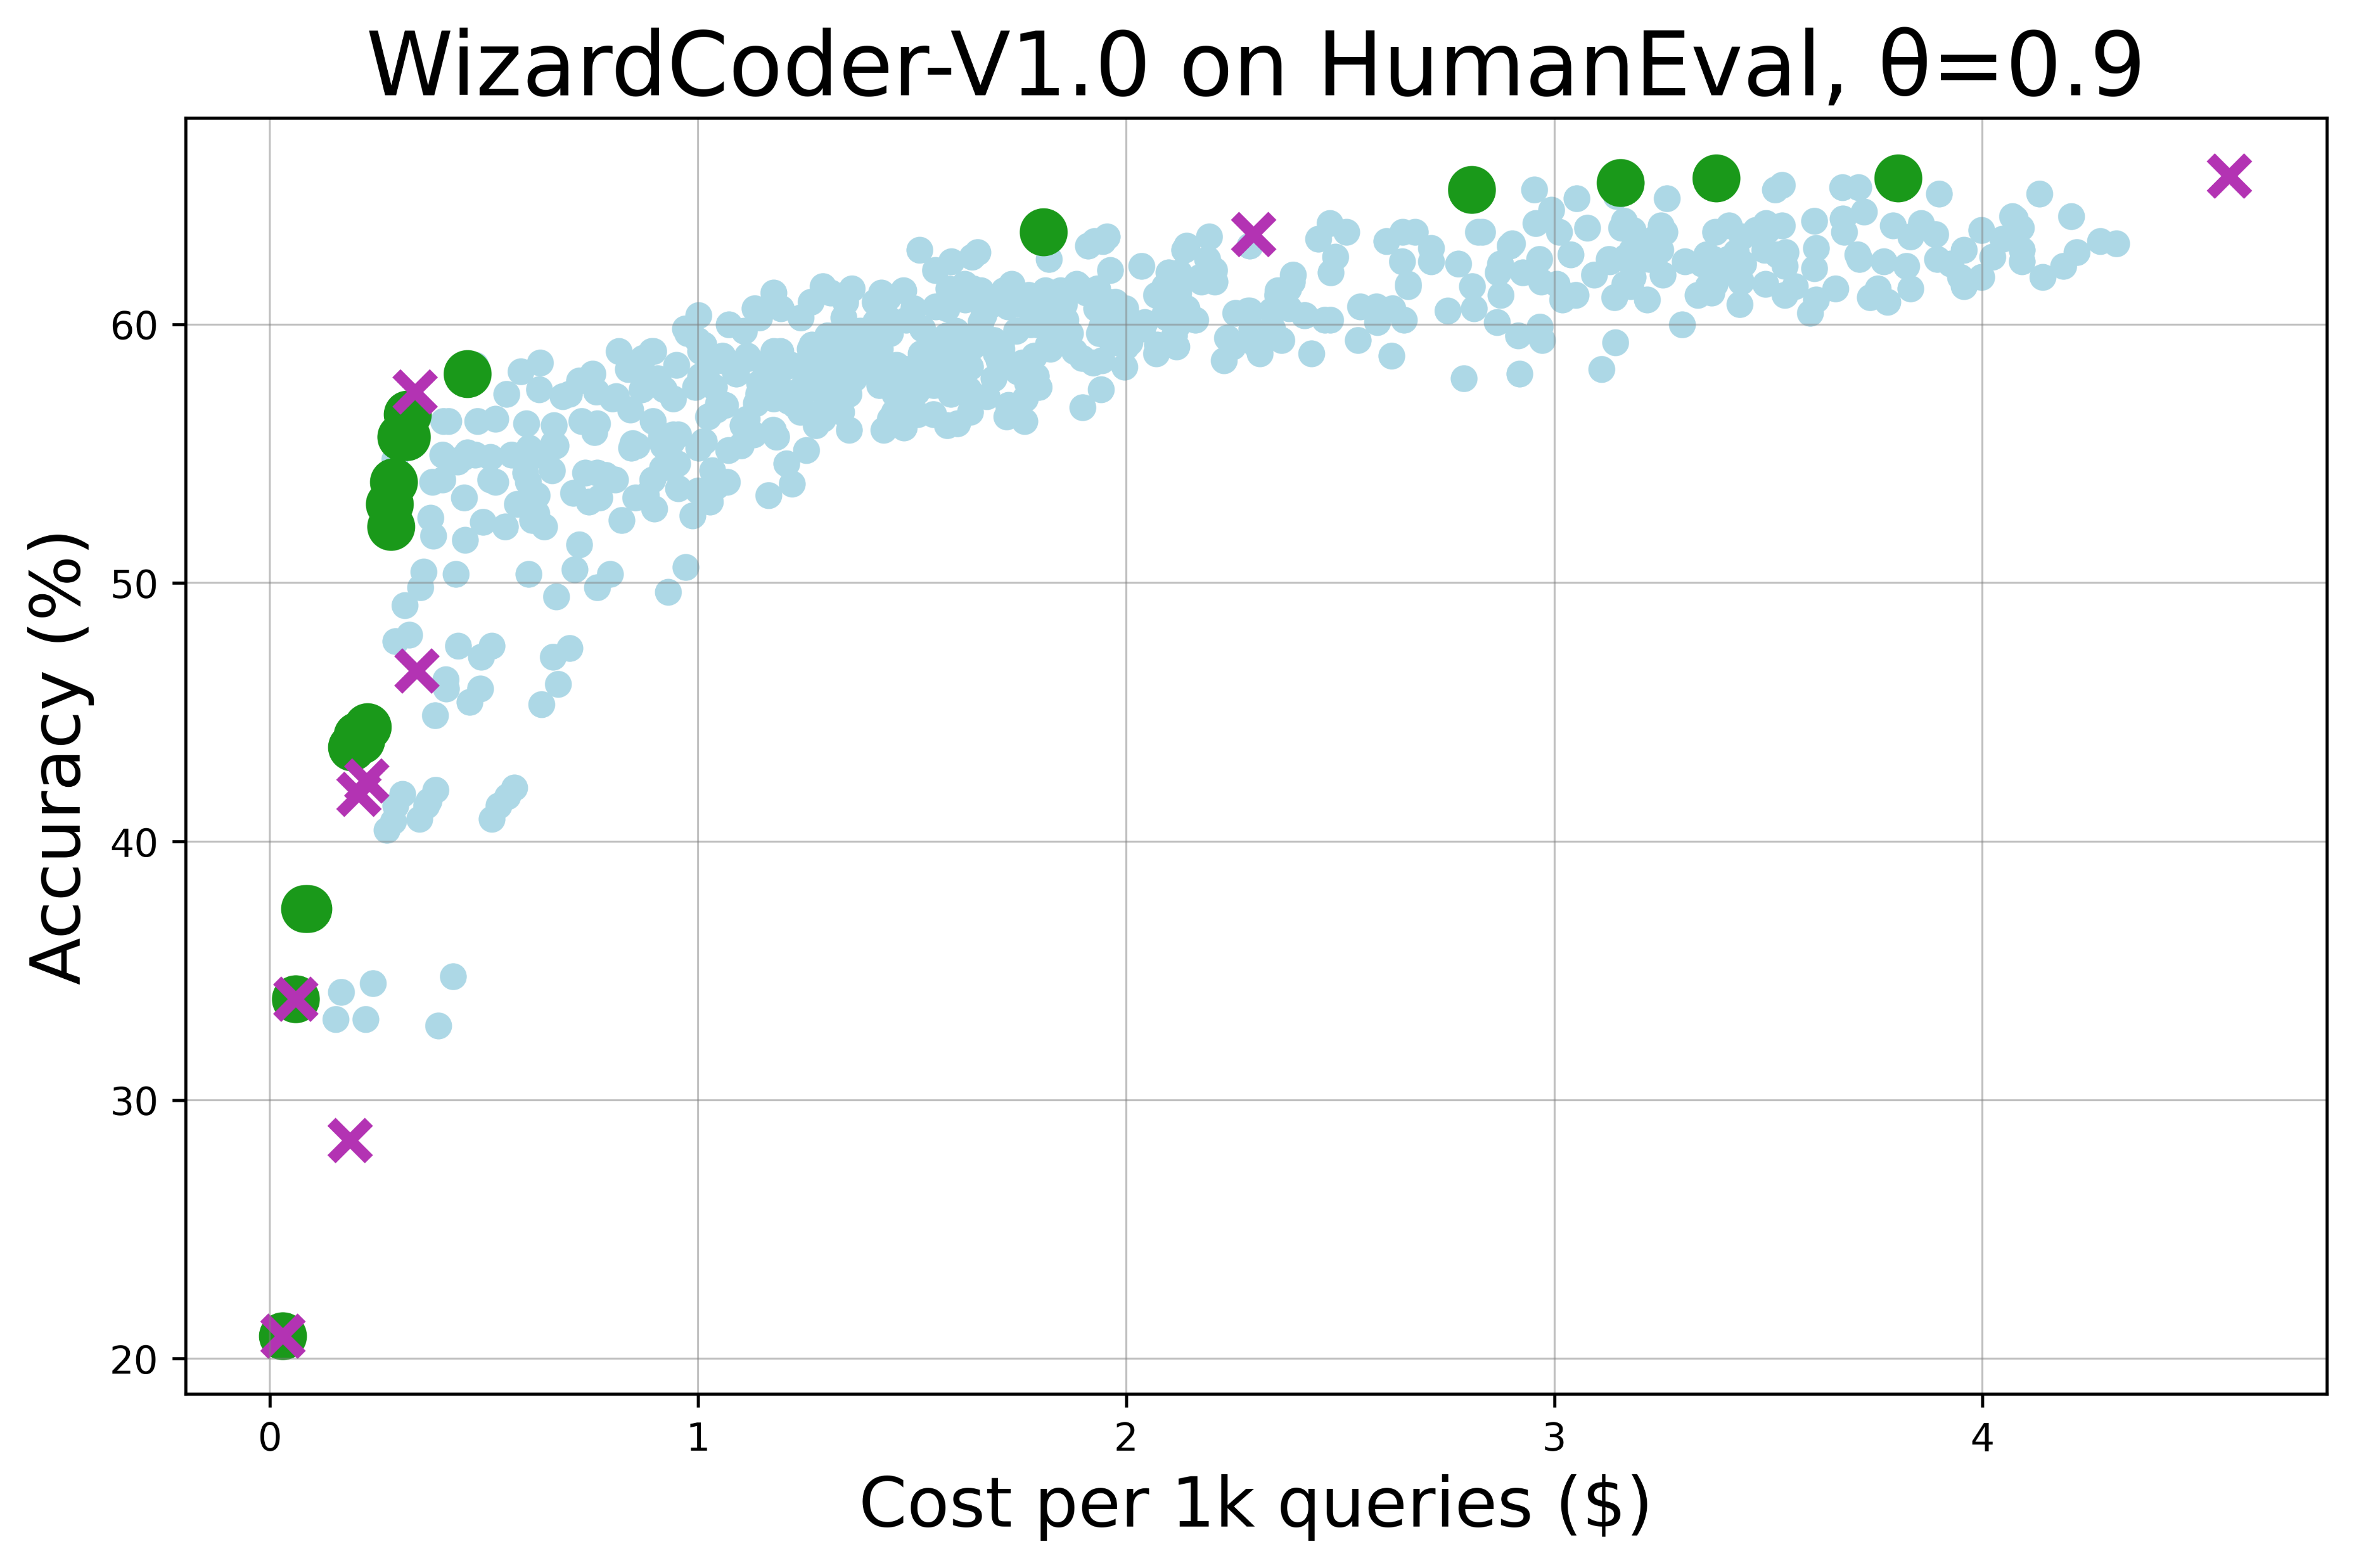 WizardCoder-V1.0 on HumanEval, θ=0.9
Accuracy (%)
60
50
40
30
20
0 1 2 3 4
Cost per 1k queries ($)